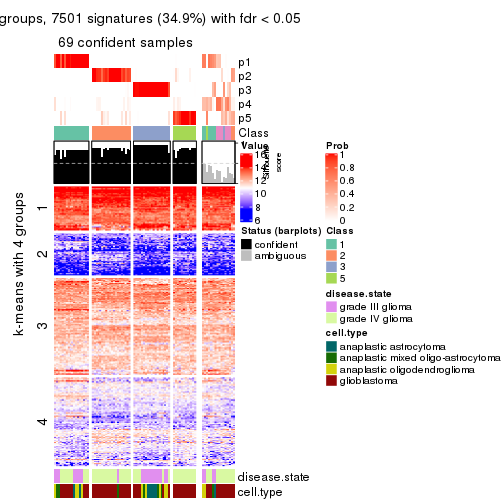 groups, 7501 signatures (34.9%) with fdr < 0.05
69 confident samples
p1
p2
p3
p4
p5
Class
Value
16
14
12
10
8
6
Silhouette
score
Prob
1
0.8
0.6
0.4
0.2
0
Status (barplots)
confident
ambiguous
Class
1
2
3
5
disease.state
grade III glioma
grade IV glioma
cell.type
anaplastic astrocytoma
anaplastic mixed oligo-astrocytoma
anaplastic oligodendroglioma
glioblastoma
k-means with 4 groups
1
2
3
4
disease.state
cell.type